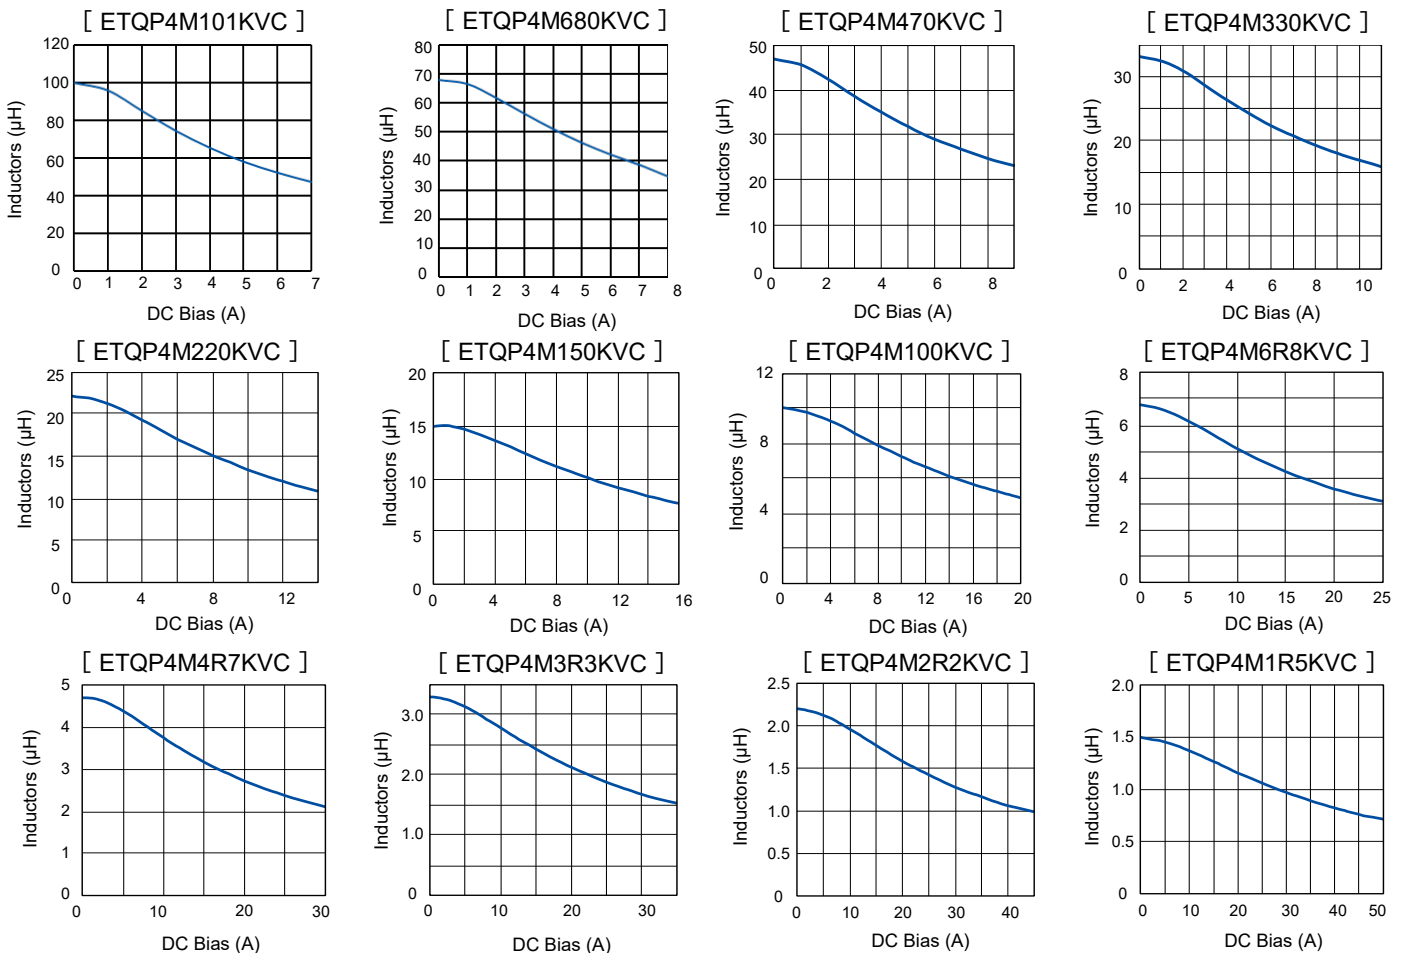 [ ETQP4M101KVC ]
120
100
80
60
40
20
0
Inductors (µH)
0 1 2 3 4 5 6 7
DC Bias (A)
[ ETQP4M680KVC ]
80
70
60
50
40
30
20
10
0
Inductors (µH)
0 1 2 3 4 5 6 7 8
DC Bias (A)
[ ETQP4M470KVC ]
50
40
30
20
10
0
Inductors (µH)
0 2 4 6 8
DC Bias (A)
[ ETQP4M330KVC ]
30
20
10
0
Inductors (µH)
0 2 4 6 8 10
DC Bias (A)
[ ETQP4M220KVC ]
25
20
15
10
5
0
Inductors (µH)
0 4 8 12
DC Bias (A)
[ ETQP4M150KVC ]
20
15
10
5
0
Inductors (µH)
0 4 8 12 16
DC Bias (A)
[ ETQP4M100KVC ]
12
8
4
0
Inductors (µH)
0 4 8 12 16 20
DC Bias (A)
[ ETQP4M6R8KVC ]
8
6
4
2
0
Inductors (µH)
0 5 10 15 20 25
DC Bias (A)
[ ETQP4M4R7KVC ]
5
4
3
2
1
0
Inductors (µH)
0 10 20 30
DC Bias (A)
[ ETQP4M3R3KVC ]
3.0
2.0
1.0
0
Inductors (µH)
0 10 20 30
DC Bias (A)
[ ETQP4M2R2KVC ]
2.5
2.0
1.5
1.0
0.5
0
Inductors (µH)
0 10 20 30 40
DC Bias (A)
[ ETQP4M1R5KVC ]
2.0
1.5
1.0
0.5
0
Inductors (µH)
0 10 20 30 40 50
DC Bias (A)